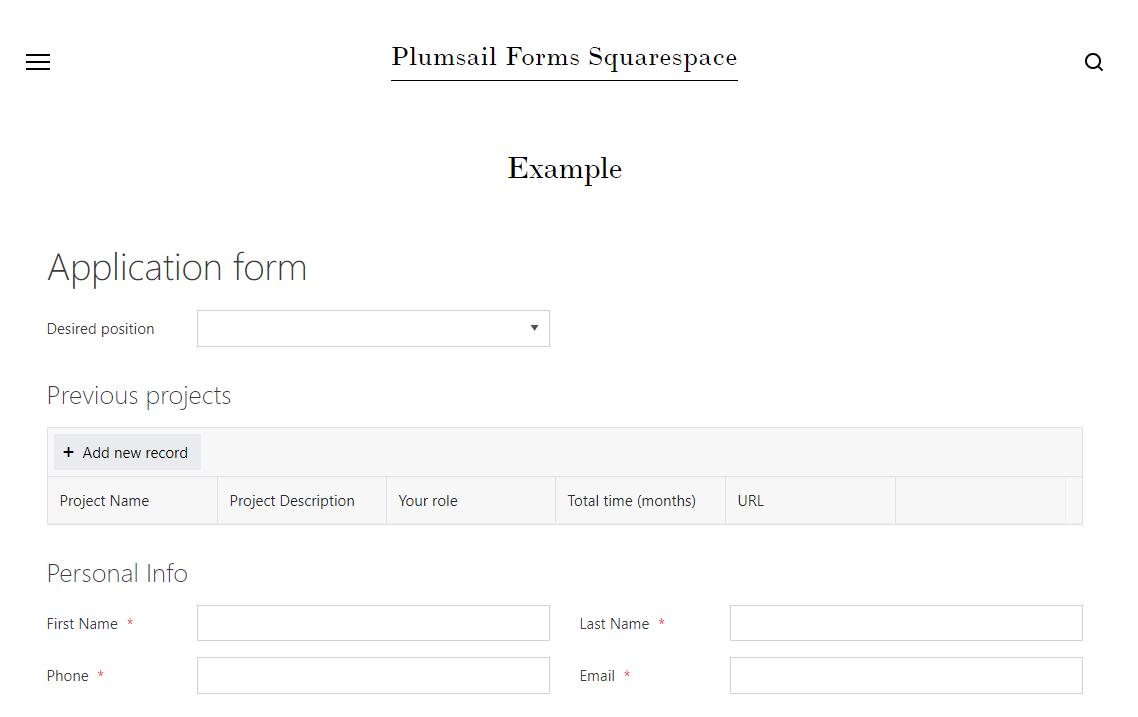 Plumsail Forms Squarespace
Example
Application form
Desired position
Previous projects
+ Add new record
Project Name Project Description Your role Total time (months) URL
Personal Info
First Name * Last Name *
Phone * Email *